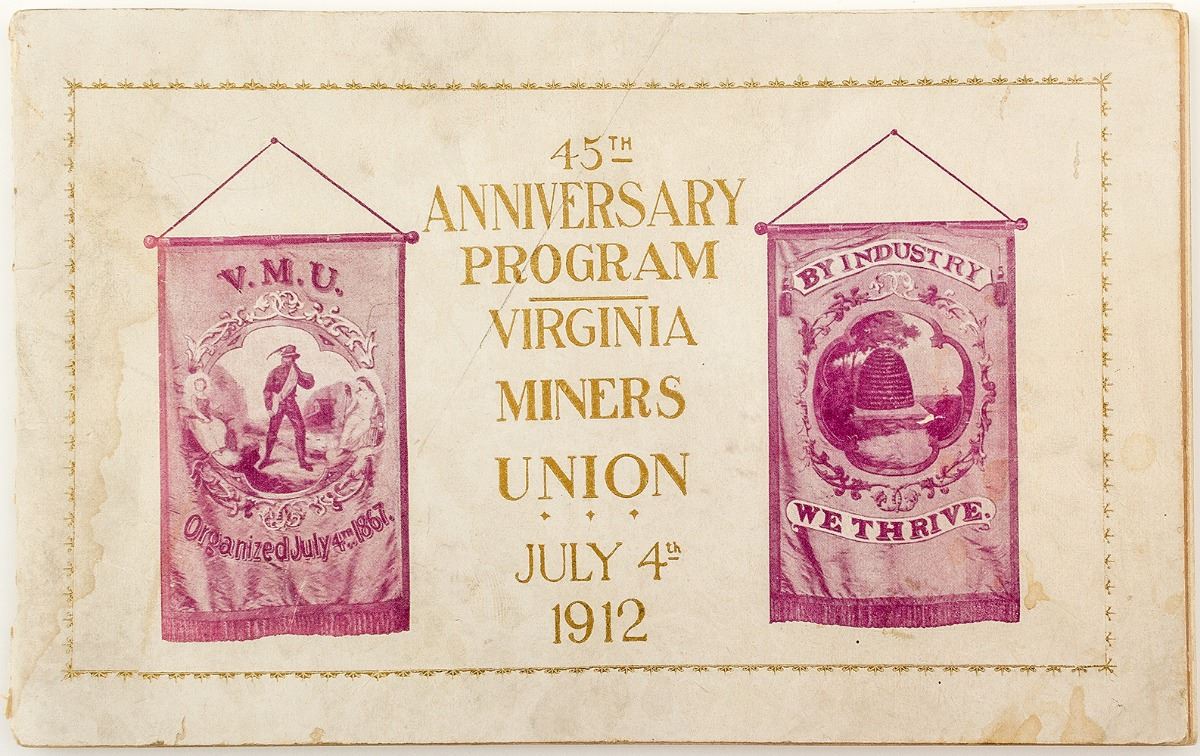 V.M.U.
Organized July 4TH 1867.
45TH
ANNIVERSARY
PROGRAM
VIRGINIA
MINERS
UNION
JULY 4th
1912
BY INDUSTRY
WE THRIVE.